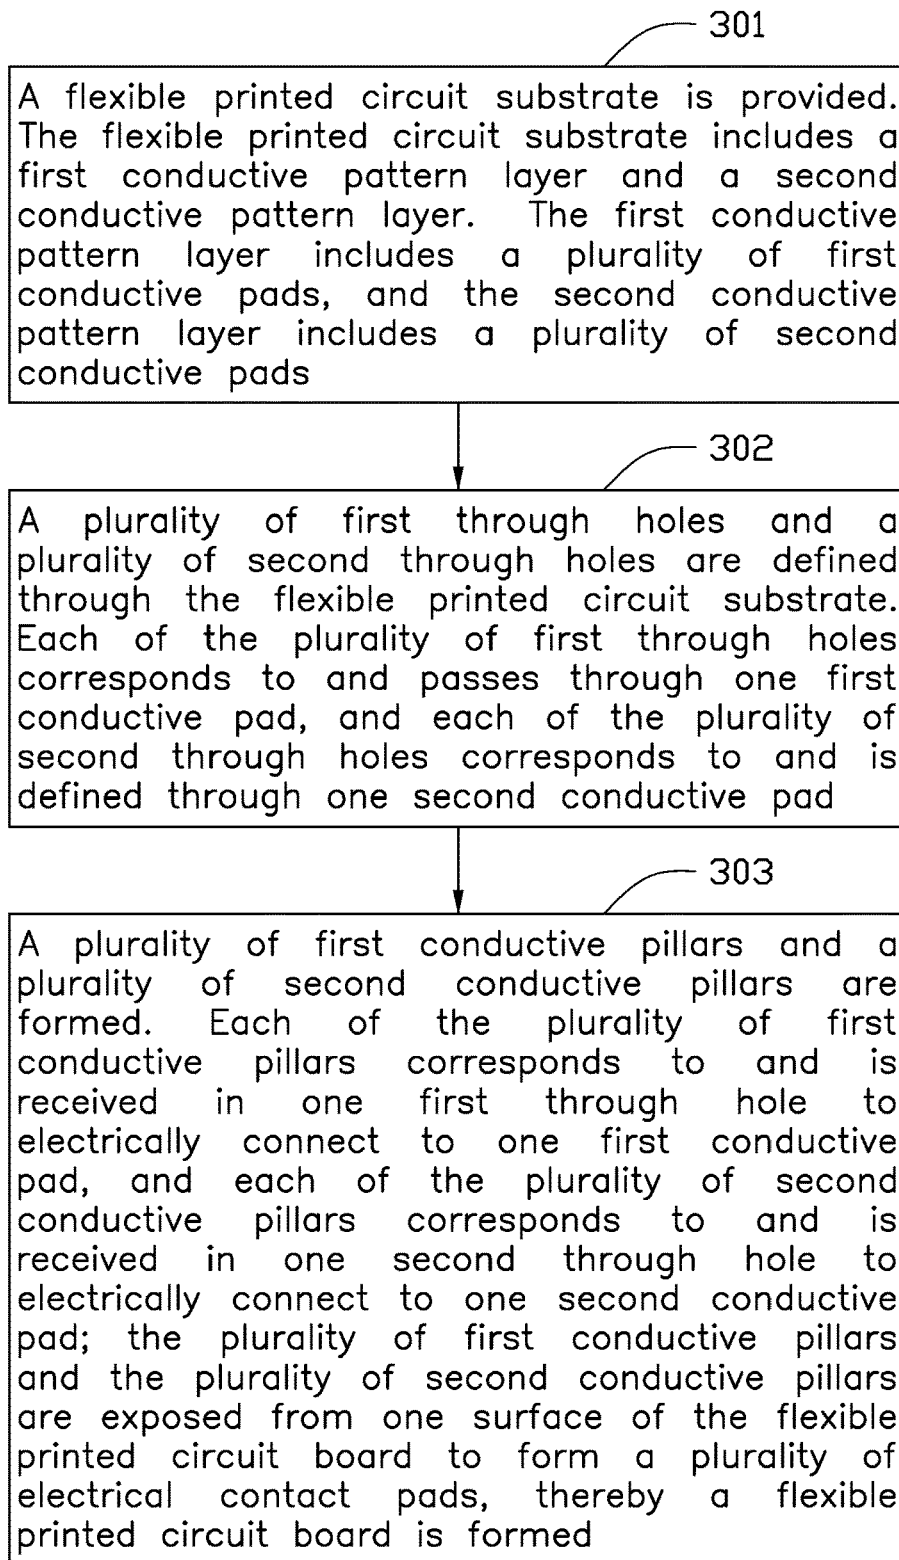 301
A flexible printed circuit substrate is provided.
The flexible printed circuit substrate includes a
first conductive pattern layer and a second
conductive pattern layer. The first conductive
pattern layer includes a plurality of first
conductive pads, and the second conductive
pattern layer includes a plurality of second
conductive pads
302
A plurality of first through holes and a
plurality of second through holes are defined
through the flexible printed circuit substrate.
Each of the plurality of first through holes
corresponds to and passes through one first
conductive pad, and each of the plurality of
second through holes corresponds to and is
defined through one second conductive pad
303
A plurality of first conductive pillars and a
plurality of second conductive pillars are
formed. Each of the plurality of first
conductive pillars corresponds to and is
received in one first through hole to
electrically connect to one first conductive
pad, and each of the plurality of second
conductive pillars corresponds to and is
received in one second through hole to
electrically connect to one second conductive
pad; the plurality of first conductive pillars
and the plurality of second conductive pillars
are exposed from one surface of the flexible
printed circuit board to form a plurality of
electrical contact pads, thereby a flexible
printed circuit board is formed